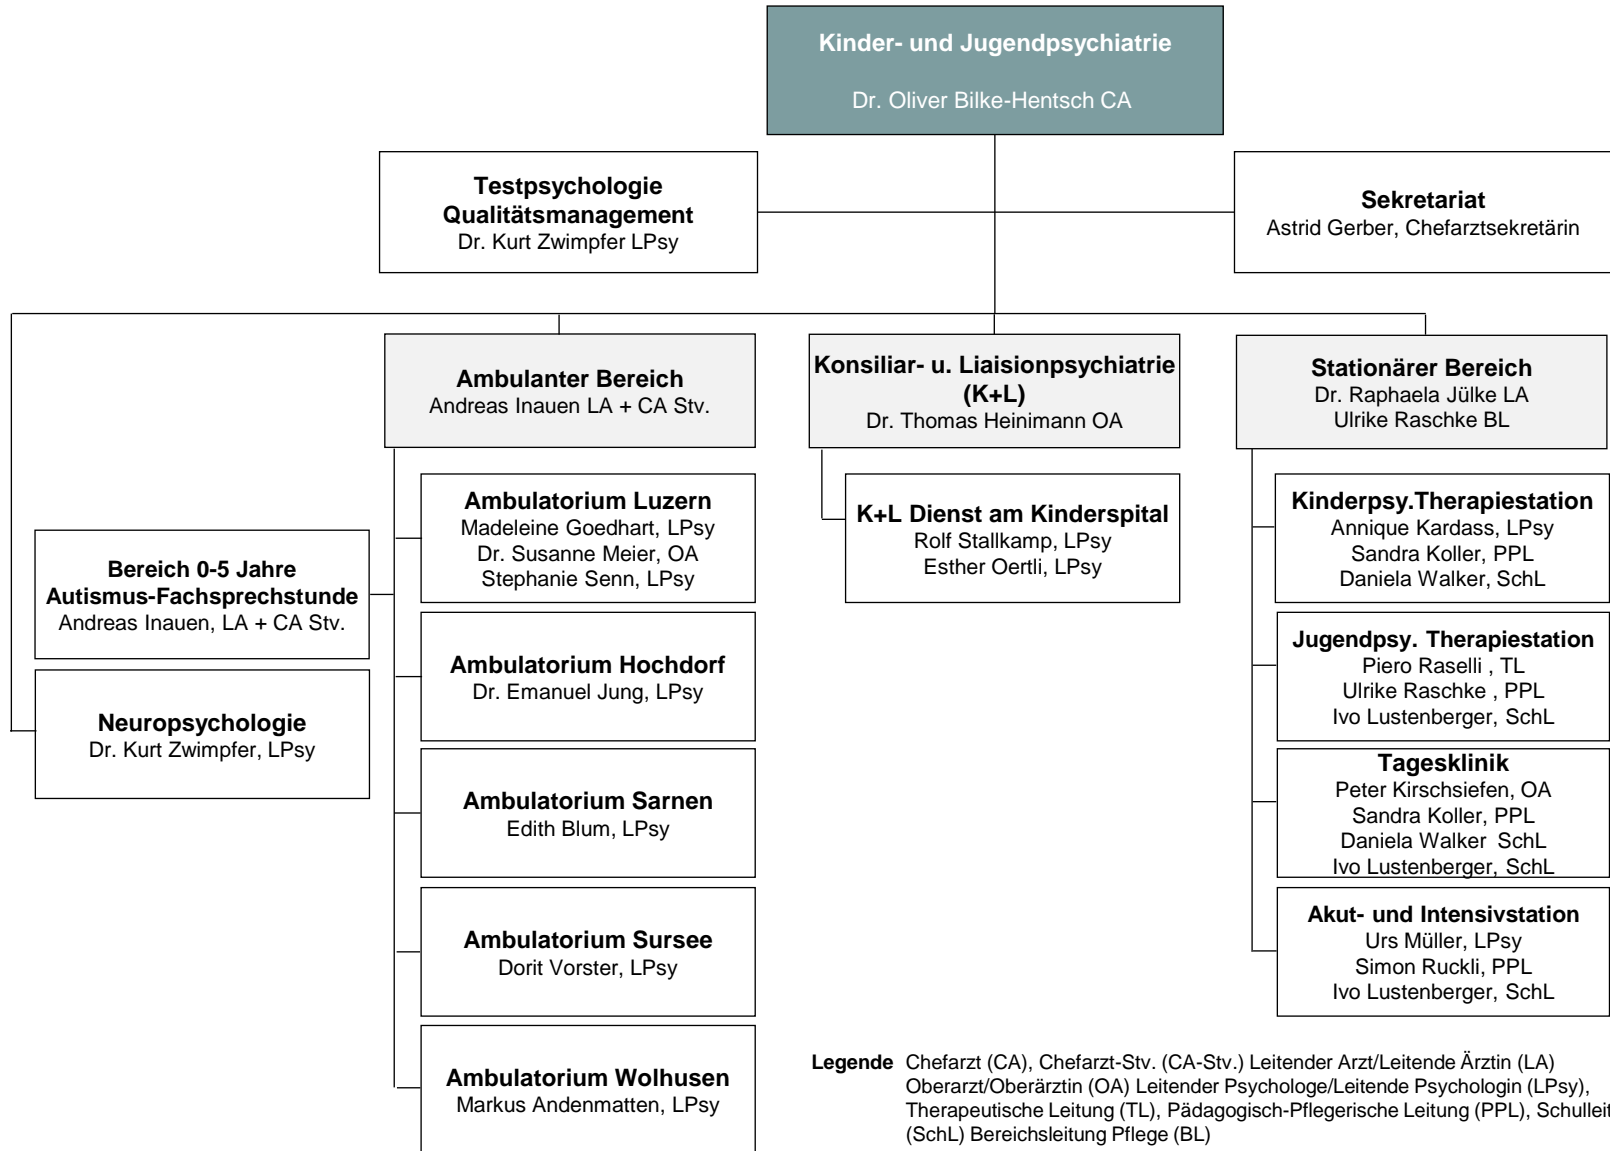 Kinder- und Jugendpsychiatrie
Dr. Oliver Bilke-Hentsch CA
Testpsychologie
Qualitätsmanagement
Dr. Kurt Zwimpfer LPsy
Sekretariat
Astrid Gerber, Chefarztsekretärin
Ambulanter Bereich
Andreas Inauen LA + CA Stv.
Konsiliar- u. Liaisionpsychiatrie
(K+L)
Dr. Thomas Heinimann OA
Stationärer Bereich
Dr. Raphaela Jülke LA
Ulrike Raschke BL
Bereich 0-5 Jahre
Autismus-Fachsprechstunde
Andreas Inauen, LA + CA Stv.
Neuropsychologie
Dr. Kurt Zwimpfer, LPsy
Ambulatorium Luzern
Madeleine Goedhart, LPsy
Dr. Susanne Meier, OA
Stephanie Senn, LPsy
Ambulatorium Hochdorf
Dr. Emanuel Jung, LPsy
Ambulatorium Sarnen
Edith Blum, LPsy
Ambulatorium Sursee
Dorit Vorster, LPsy
Ambulatorium Wolhusen
Markus Andenmatten, LPsy
K+L Dienst am Kinderspital
Rolf Stallkamp, LPsy
Esther Oertli, LPsy
Kinderpsy.Therapiestation
Annique Kardass, LPsy
Sandra Koller, PPL
Daniela Walker, SchL
Jugendpsy. Therapiestation
Piero Raselli , TL
Ulrike Raschke , PPL
Ivo Lustenberger, SchL
Tagesklinik
Peter Kirschsiefen, OA
Sandra Koller, PPL
Daniela Walker SchL
Ivo Lustenberger, SchL
Akut- und Intensivstation
Urs Müller, LPsy
Simon Ruckli, PPL
Ivo Lustenberger, SchL
Legende Chefarzt (CA), Chefarzt-Stv. (CA-Stv.) Leitender Arzt/Leitende Ärztin (LA)
Oberarzt/Oberärztin (OA) Leitender Psychologe/Leitende Psychologin (LPsy),
Therapeutische Leitung (TL), Pädagogisch-Pflegerische Leitung (PPL), Schulleit
(SchL) Bereichsleitung Pflege (BL)